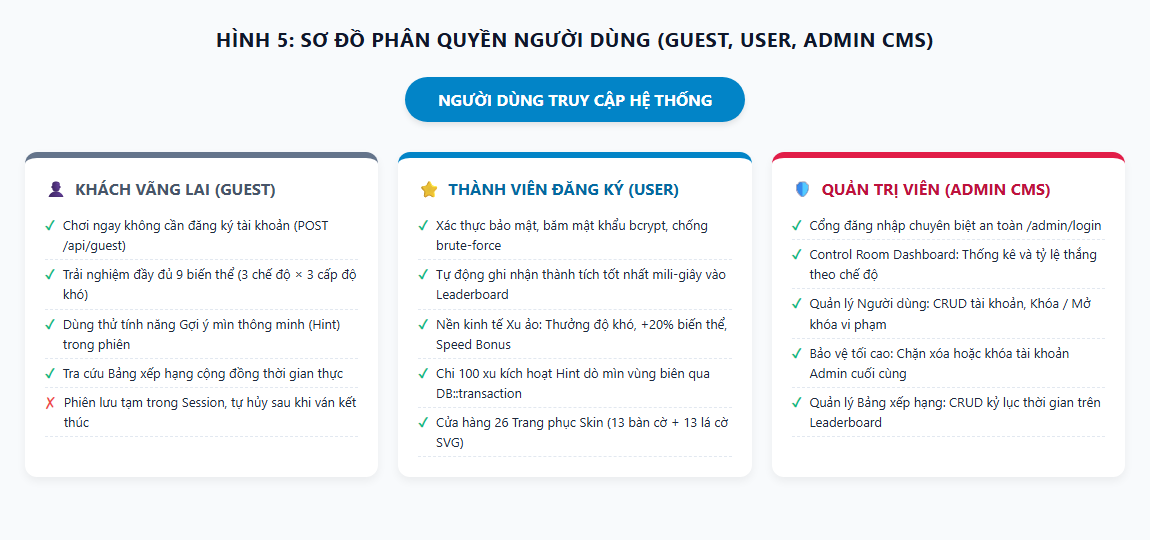 HÌNH 5: SƠ ĐỒ PHÂN QUYỀN NGƯỜI DÙNG (GUEST, USER, ADMIN CMS)
NGƯỜI DÙNG TRUY CẬP HỆ THỐNG
KHÁCH VÃNG LAI (GUEST)
✓ Chơi ngay không cần đăng ký tài khoản (POST
/api/guest)
✓ Trải nghiệm đầy đủ 9 biến thể (3 chế độ × 3 cấp độ
khó)
✓ Dùng thử tính năng Gợi ý mìn thông minh (Hint)
trong phiên
✓ Tra cứu Bảng xếp hạng cộng đồng thời gian thực
✗ Phiên lưu tạm trong Session, tự hủy sau khi ván kết
thúc
THÀNH VIÊN ĐĂNG KÝ (USER)
✓ Xác thực bảo mật, băm mật khẩu bcrypt, chống
brute-force
✓ Tự động ghi nhận thành tích tốt nhất mili-giây vào
Leaderboard
✓ Nền kinh tế Xu ảo: Thưởng độ khó, +20% biến thể,
Speed Bonus
✓ Chi 100 xu kích hoạt Hint dò mìn vùng biên qua
DB::transaction
✓ Cửa hàng 26 Trang phục Skin (13 bàn cờ + 13 lá cờ
SVG)
QUẢN TRỊ VIÊN (ADMIN CMS)
✓ Cổng đăng nhập chuyên biệt an toàn /admin/login
✓ Control Room Dashboard: Thống kê và tỷ lệ thắng
theo chế độ
✓ Quản lý Người dùng: CRUD tài khoản, Khóa / Mở
khóa vi phạm
✓ Bảo vệ tối cao: Chặn xóa hoặc khóa tài khoản
Admin cuối cùng
✓ Quản lý Bảng xếp hạng: CRUD kỷ lục thời gian trên
Leaderboard